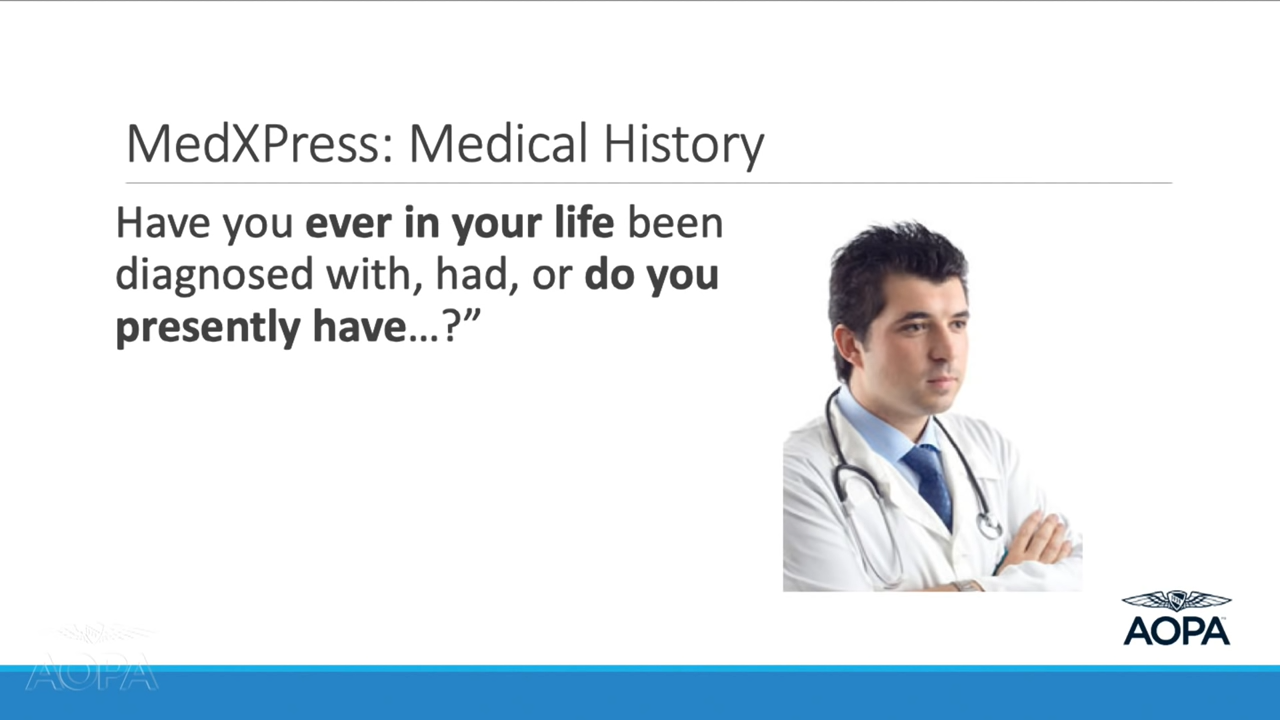 MedXPress: Medical History
Have you ever in your life been
diagnosed with, had, or do you
presently have…?”
AOPA
AOPA